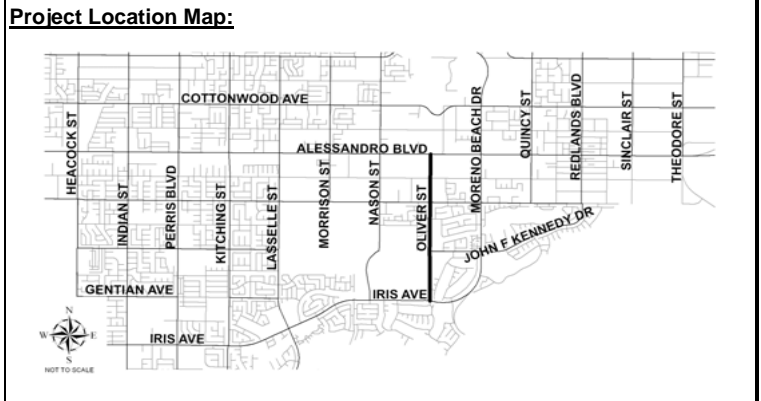 Project Location Map:
COTTONWOOD AVE
ALESSANDRO BLVD
HEACOCK ST
INDIAN ST
PERRIS BLVD
KITCHING ST
LASSELLE ST
MORRISON ST
NASON ST
OLIVER ST
MORENO BEACH DR
QUINCY ST
REDLANDS BLVD
SINCLAIR ST
THEODORE ST
JOHN F KENNEDY DR
GENTIAN AVE
IRIS AVE
IRIS AVE
N
W E
S
NOT TO SCALE